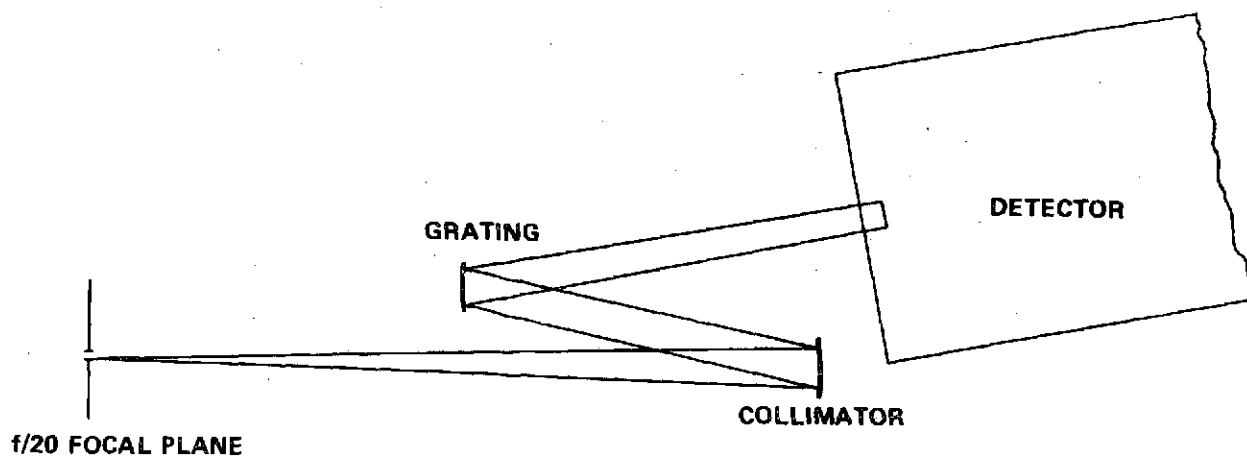 DETECTOR
GRATING
COLLIMATOR
f/20 FOCAL PLANE